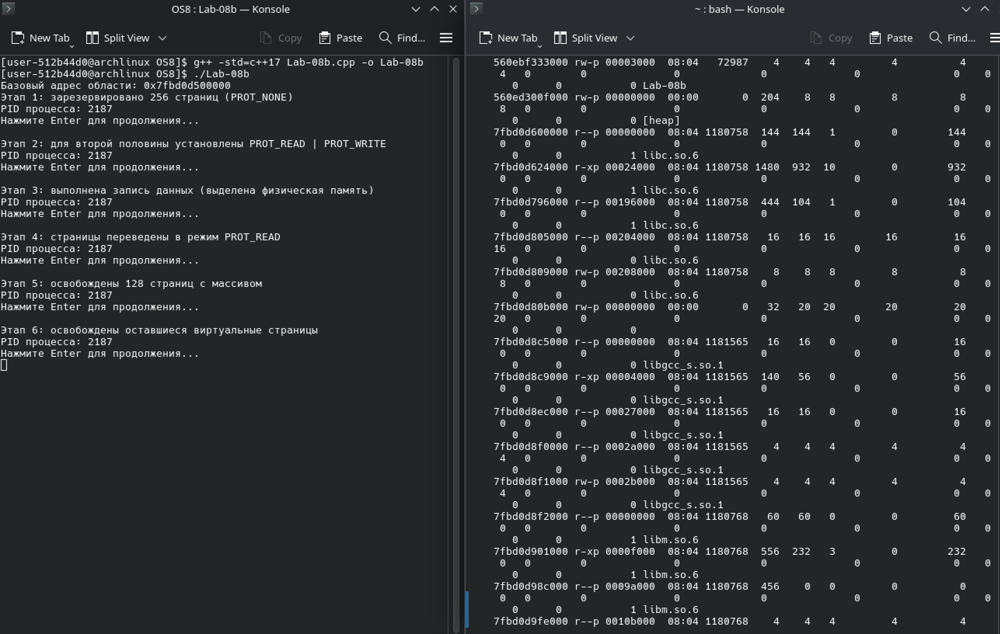 OS8 : Lab-08b — Konsole
New Tab Split View Copy Paste Find...
[user-512b44d0@archlinux OS8]$ g++ -std=c++17 Lab-08b.cpp -o Lab-08b
[user-512b44d0@archlinux OS8]$ ./Lab-08b
Базовый адрес области: 0x7fbd0d500000
Этап 1: зарезервировано 256 страниц (PROT_NONE)
PID процесса: 2187
Нажмите Enter для продолжения...
Этап 2: для второй половины установлены PROT_READ | PROT_WRITE
PID процесса: 2187
Нажмите Enter для продолжения...
Этап 3: выполнена запись данных (выделена физическая память)
PID процесса: 2187
Нажмите Enter для продолжения...
Этап 4: страницы переведены в режим PROT_READ
PID процесса: 2187
Нажмите Enter для продолжения...
Этап 5: освобождены 128 страниц с массивом
PID процесса: 2187
Нажмите Enter для продолжения...
Этап 6: освобождены оставшиеся виртуальные страницы
PID процесса: 2187
Нажмите Enter для продолжения...
~ : bash — Konsole
New Tab Split View Copy Paste Find...
560ebf333000 rw-p 00003000 08:04 72987 4 4 4 4 4
4 0 0 0 0 0 0 0
0 0 0 Lab-08b
560ed300f000 rw-p 00000000 00:00 0 204 8 8 8 8
8 0 0 0 0 0 0 0
0 0 0 [heap]
7fbd0d600000 r--p 00000000 08:04 1180758 144 144 1 0 144
0 0 0 0 0 0 0 0
0 0 1 libc.so.6
7fbd0d624000 r-xp 00024000 08:04 1180758 1480 932 10 0 932
0 0 0 0 0 0 0 0
0 0 1 libc.so.6
7fbd0d796000 r--p 00196000 08:04 1180758 444 104 1 0 104
0 0 0 0 0 0 0 0
0 0 1 libc.so.6
7fbd0d805000 r--p 00204000 08:04 1180758 16 16 16 16 16
16 0 0 0 0 0 0 0
0 0 0 libc.so.6
7fbd0d809000 rw-p 00208000 08:04 1180758 8 8 8 8 8
8 0 0 0 0 0 0 0
0 0 0 libc.so.6
7fbd0d80b000 rw-p 00000000 00:00 0 32 20 20 20 20
20 0 0 0 0 0 0 0
0 0 0
7fbd0d8c5000 r--p 00000000 08:04 1181565 16 16 0 0 16
0 0 0 0 0 0 0 0
0 0 0 libgcc_s.so.1
7fbd0d8c9000 r-xp 00004000 08:04 1181565 140 56 0 0 56
0 0 0 0 0 0 0 0
0 0 0 libgcc_s.so.1
7fbd0d8ec000 r--p 00027000 08:04 1181565 16 16 0 0 16
0 0 0 0 0 0 0 0
0 0 0 libgcc_s.so.1
7fbd0d8f0000 r--p 0002a000 08:04 1181565 4 4 4 4 4
4 0 0 0 0 0 0 0
0 0 0 libgcc_s.so.1
7fbd0d8f1000 rw-p 0002b000 08:04 1181565 4 4 4 4 4
4 0 0 0 0 0 0 0
0 0 0 libgcc_s.so.1
7fbd0d8f2000 r--p 00000000 08:04 1180768 60 60 0 0 60
0 0 0 0 0 0 0 0
0 0 1 libm.so.6
7fbd0d901000 r-xp 0000f000 08:04 1180768 556 232 3 0 232
0 0 0 0 0 0 0 0
0 0 1 libm.so.6
7fbd0d98c000 r--p 0009a000 08:04 1180768 456 0 0 0 0
0 0 0 0 0 0 0 0
0 0 1 libm.so.6
7fbd0d9fe000 r--p 0010b000 08:04 1180768 4 4 4 4 4